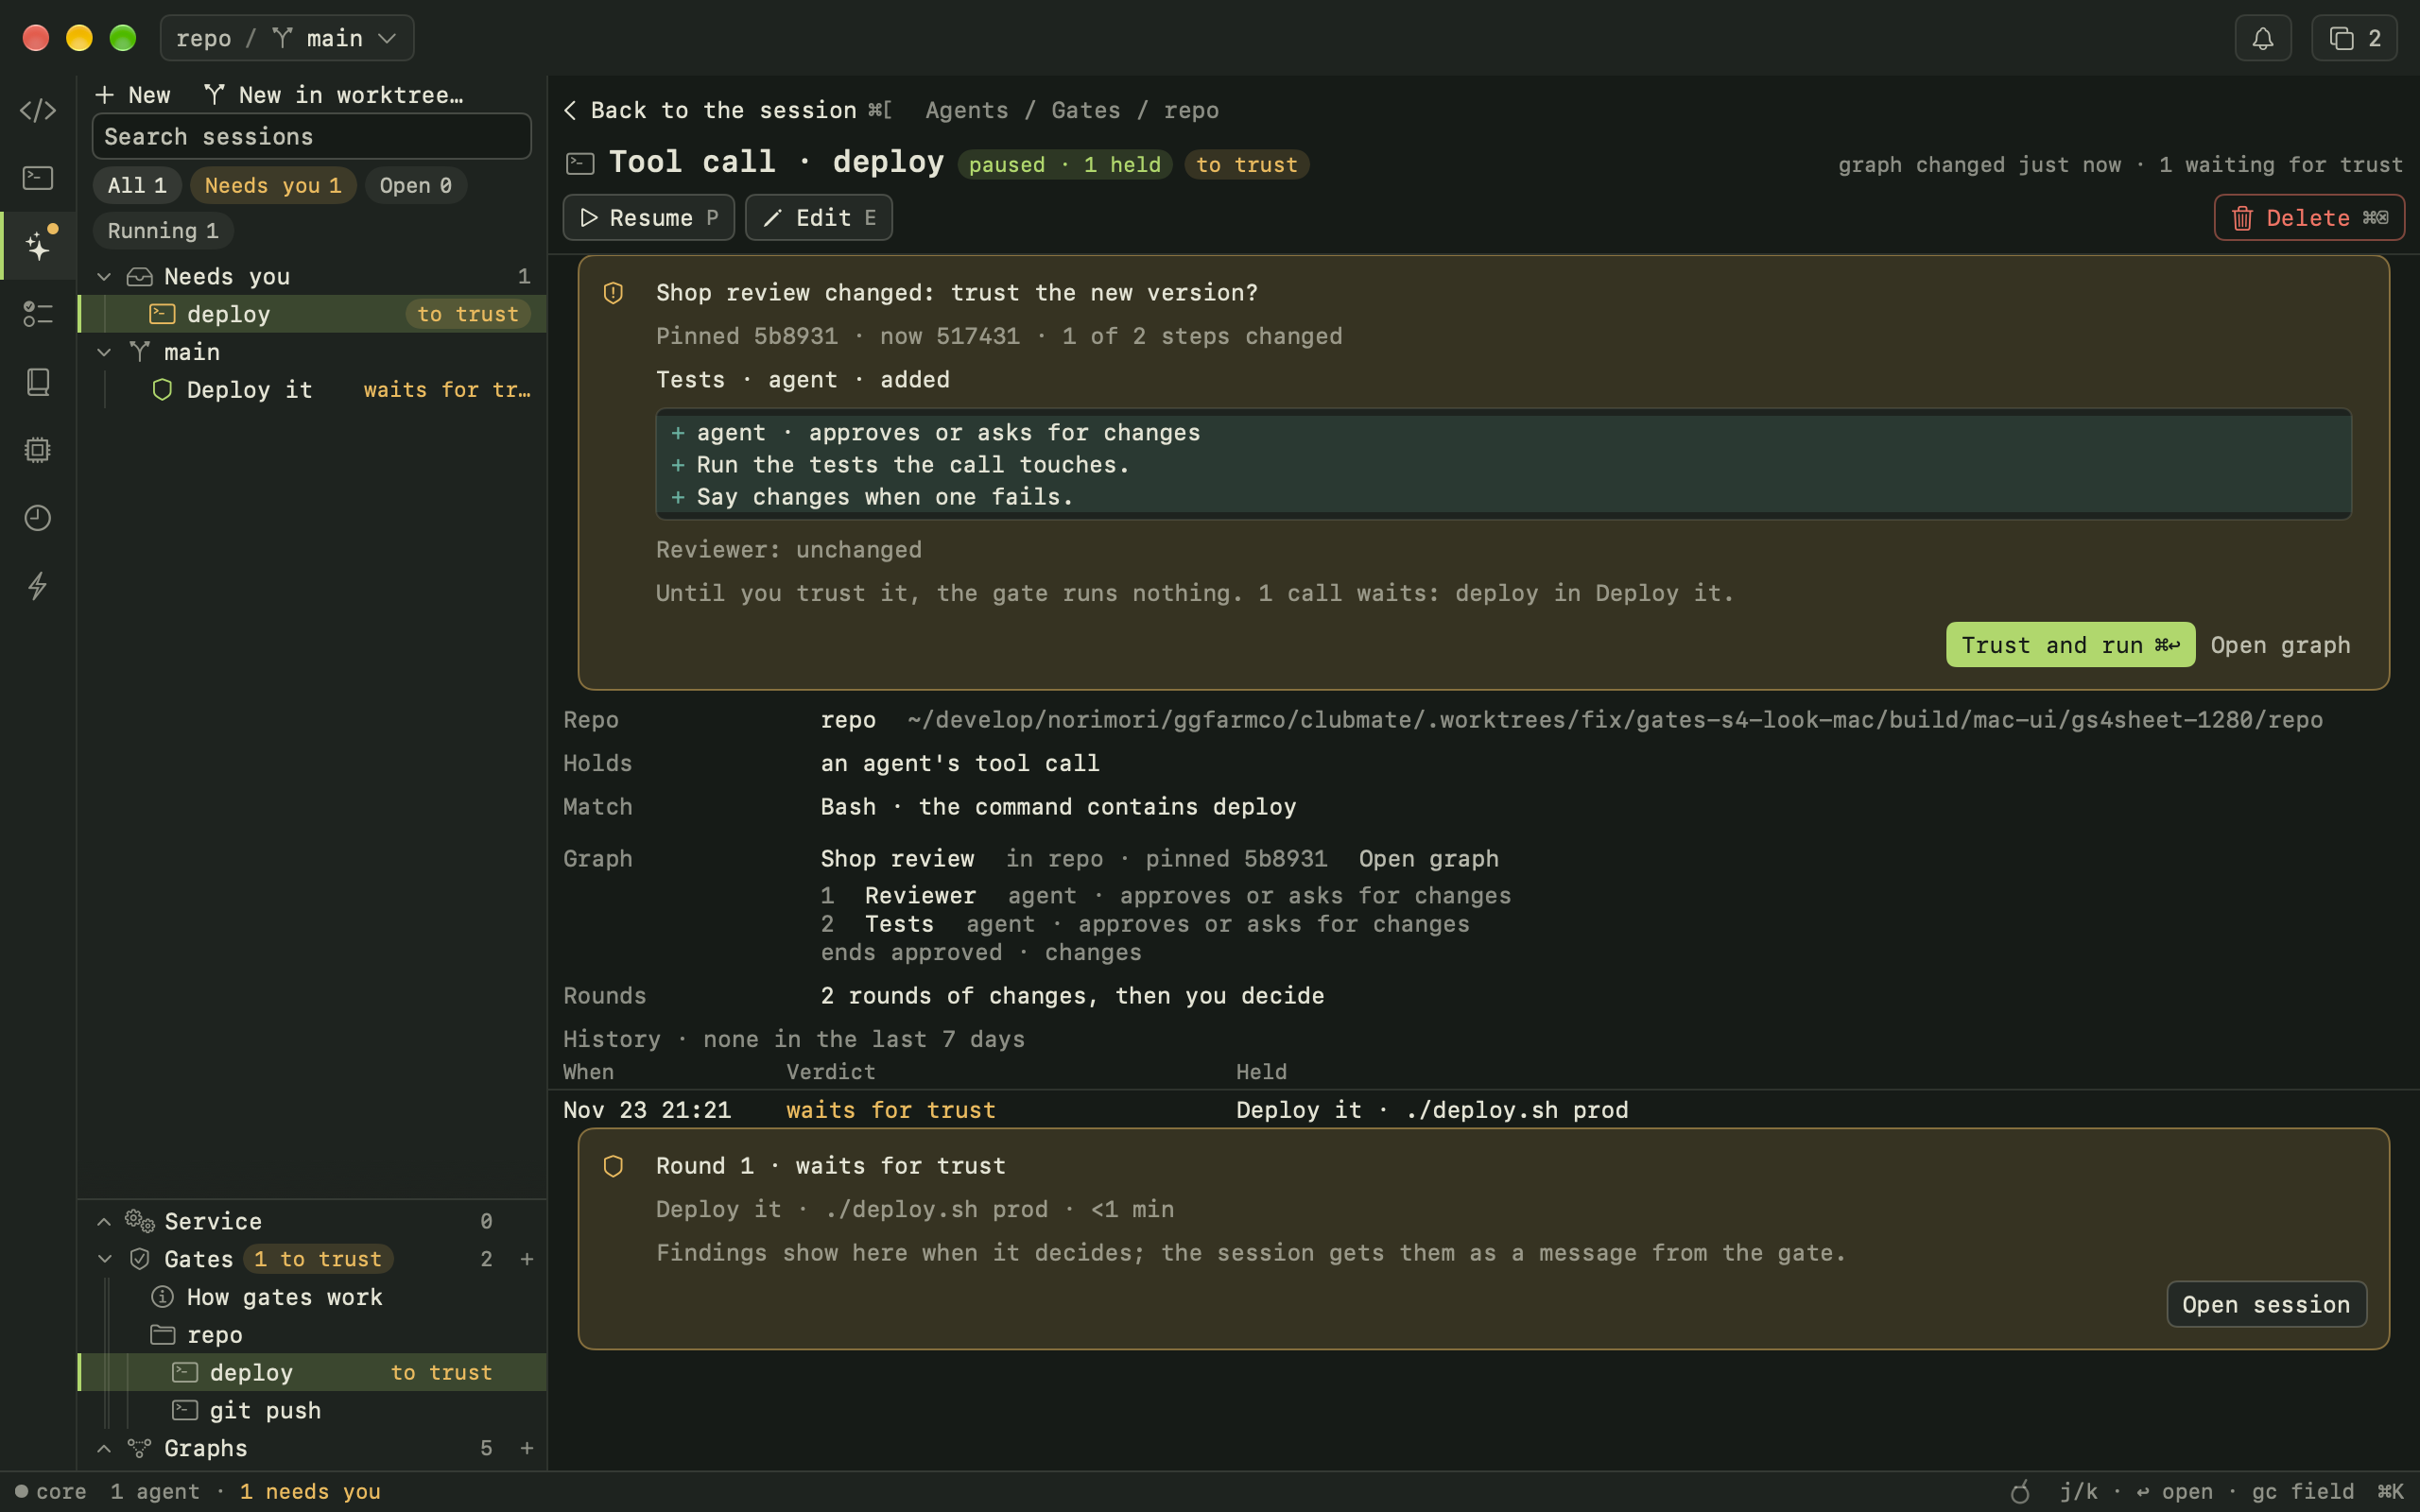 repo / main
2
+ New New in worktree…
Search sessions
All 1 Needs you 1 Open 0
Running 1
Needs you 1
deploy to trust
main
Deploy it waits for tr…
Service 0
Gates 1 to trust 2 +
How gates work
repo
deploy to trust
git push
Graphs 5 +
Back to the session ⌘[ Agents / Gates / repo
Tool call · deploy paused · 1 held to trust
graph changed just now · 1 waiting for trust
Resume P Edit E
Delete ⌘⌫
Shop review changed: trust the new version?
Pinned 5b8931 · now 517431 · 1 of 2 steps changed
Tests · agent · added
+ agent · approves or asks for changes
+ Run the tests the call touches.
+ Say changes when one fails.
Reviewer: unchanged
Until you trust it, the gate runs nothing. 1 call waits: deploy in Deploy it.
Trust and run ⌘↩ Open graph
Repo repo ~/develop/norimori/ggfarmco/clubmate/.worktrees/fix/gates-s4-look-mac/build/mac-ui/gs4sheet-1280/repo
Holds an agent's tool call
Match Bash · the command contains deploy
Graph Shop review in repo · pinned 5b8931 Open graph
1 Reviewer agent · approves or asks for changes
2 Tests agent · approves or asks for changes
ends approved · changes
Rounds 2 rounds of changes, then you decide
History · none in the last 7 days
When Verdict Held
Nov 23 21:21 waits for trust Deploy it · ./deploy.sh prod
Round 1 · waits for trust
Deploy it · ./deploy.sh prod · <1 min
Findings show here when it decides; the session gets them as a message from the gate.
Open session
core 1 agent · 1 needs you
j/k · ↩ open · gc field ⌘K